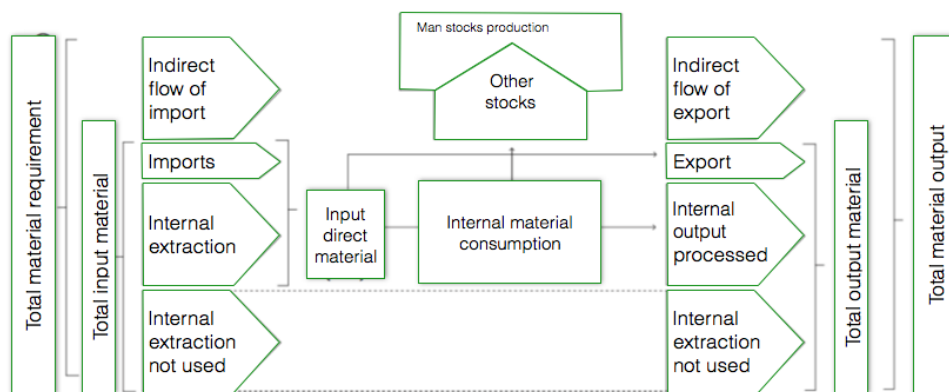 Man stocks production
Other
stocks
Total material requirement
Total input material
Indirect
flow of
import
Imports
Internal
extraction
Internal
extraction
not used
Input
direct
material
Internal material
consumption
Indirect
flow of
export
Export
Internal
output
processed
Internal
extraction
not used
Total output material
Total material output